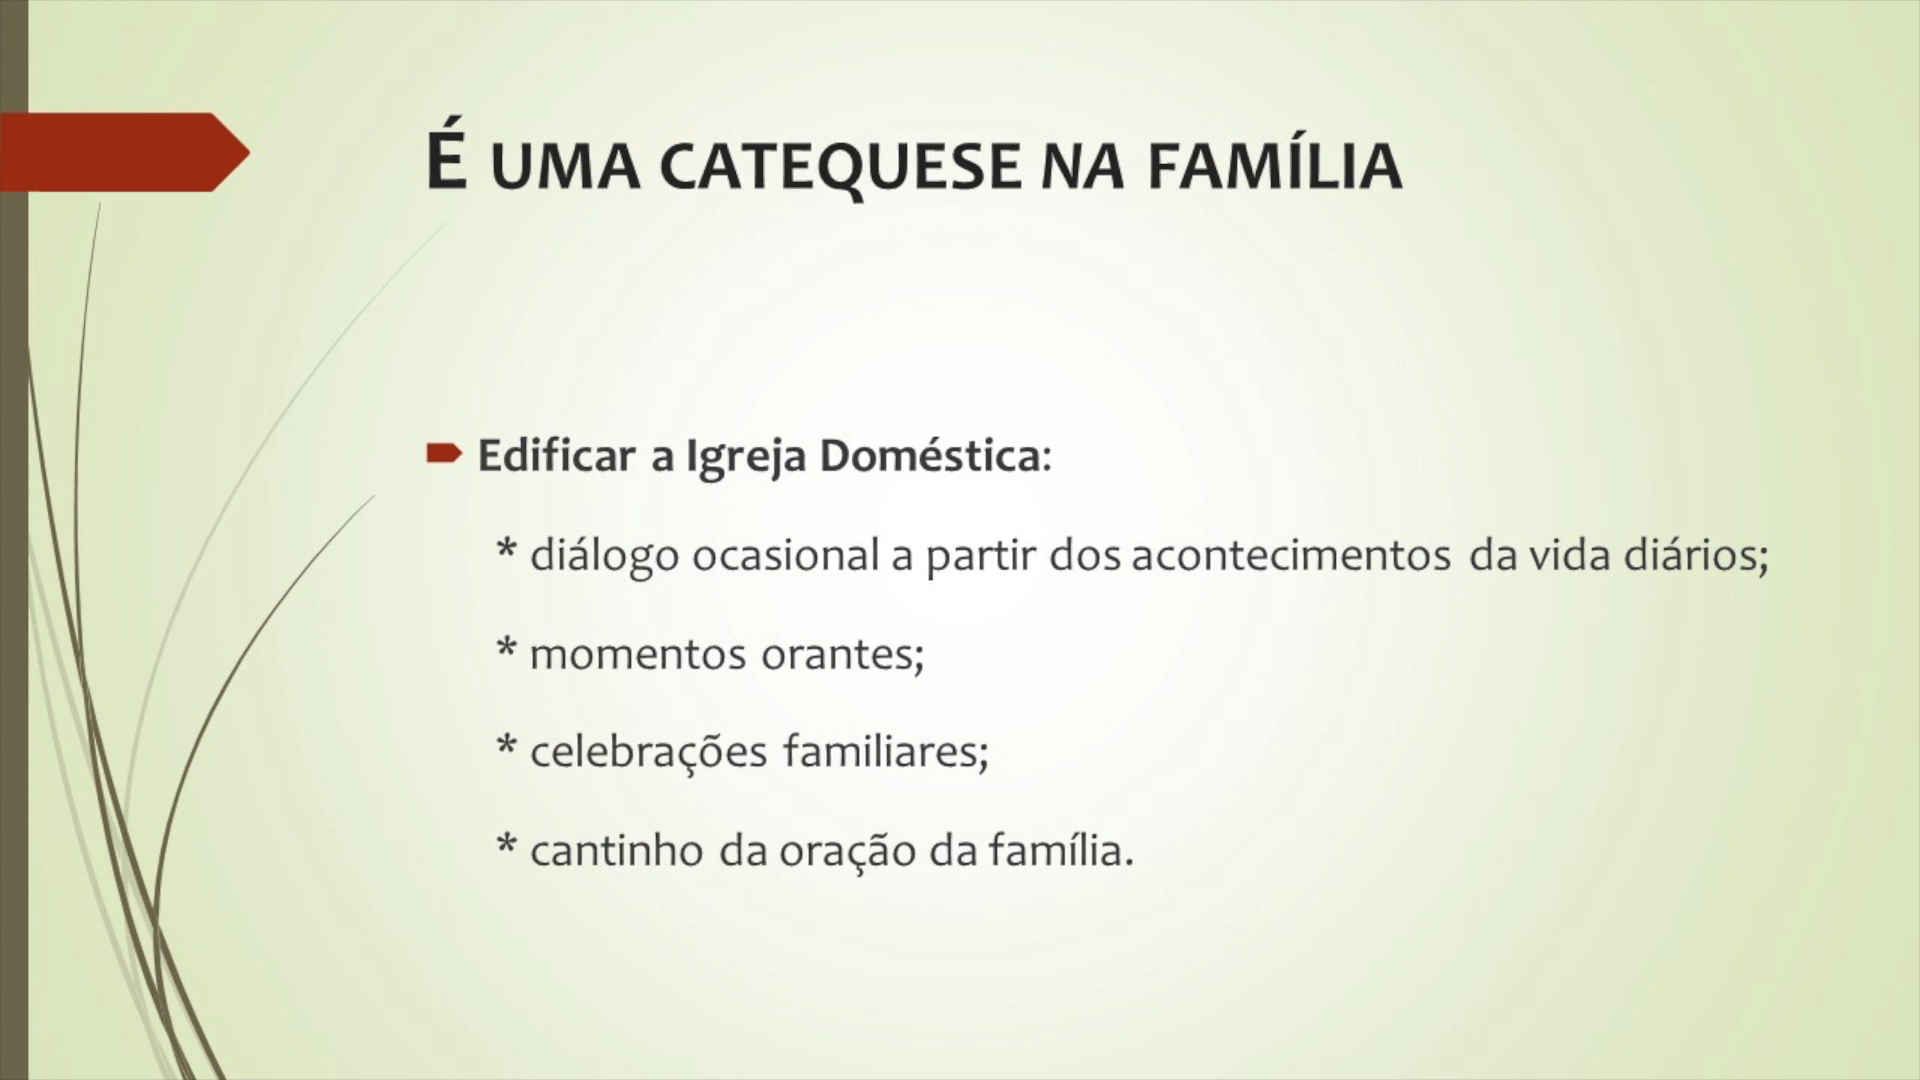 É UMA CATEQUESE NA FAMÍLIA
Edificar a Igreja Doméstica:
* diálogo ocasional a partir dos acontecimentos da vida diários;
* momentos orantes;
* celebrações familiares;
* cantinho da oração da família.